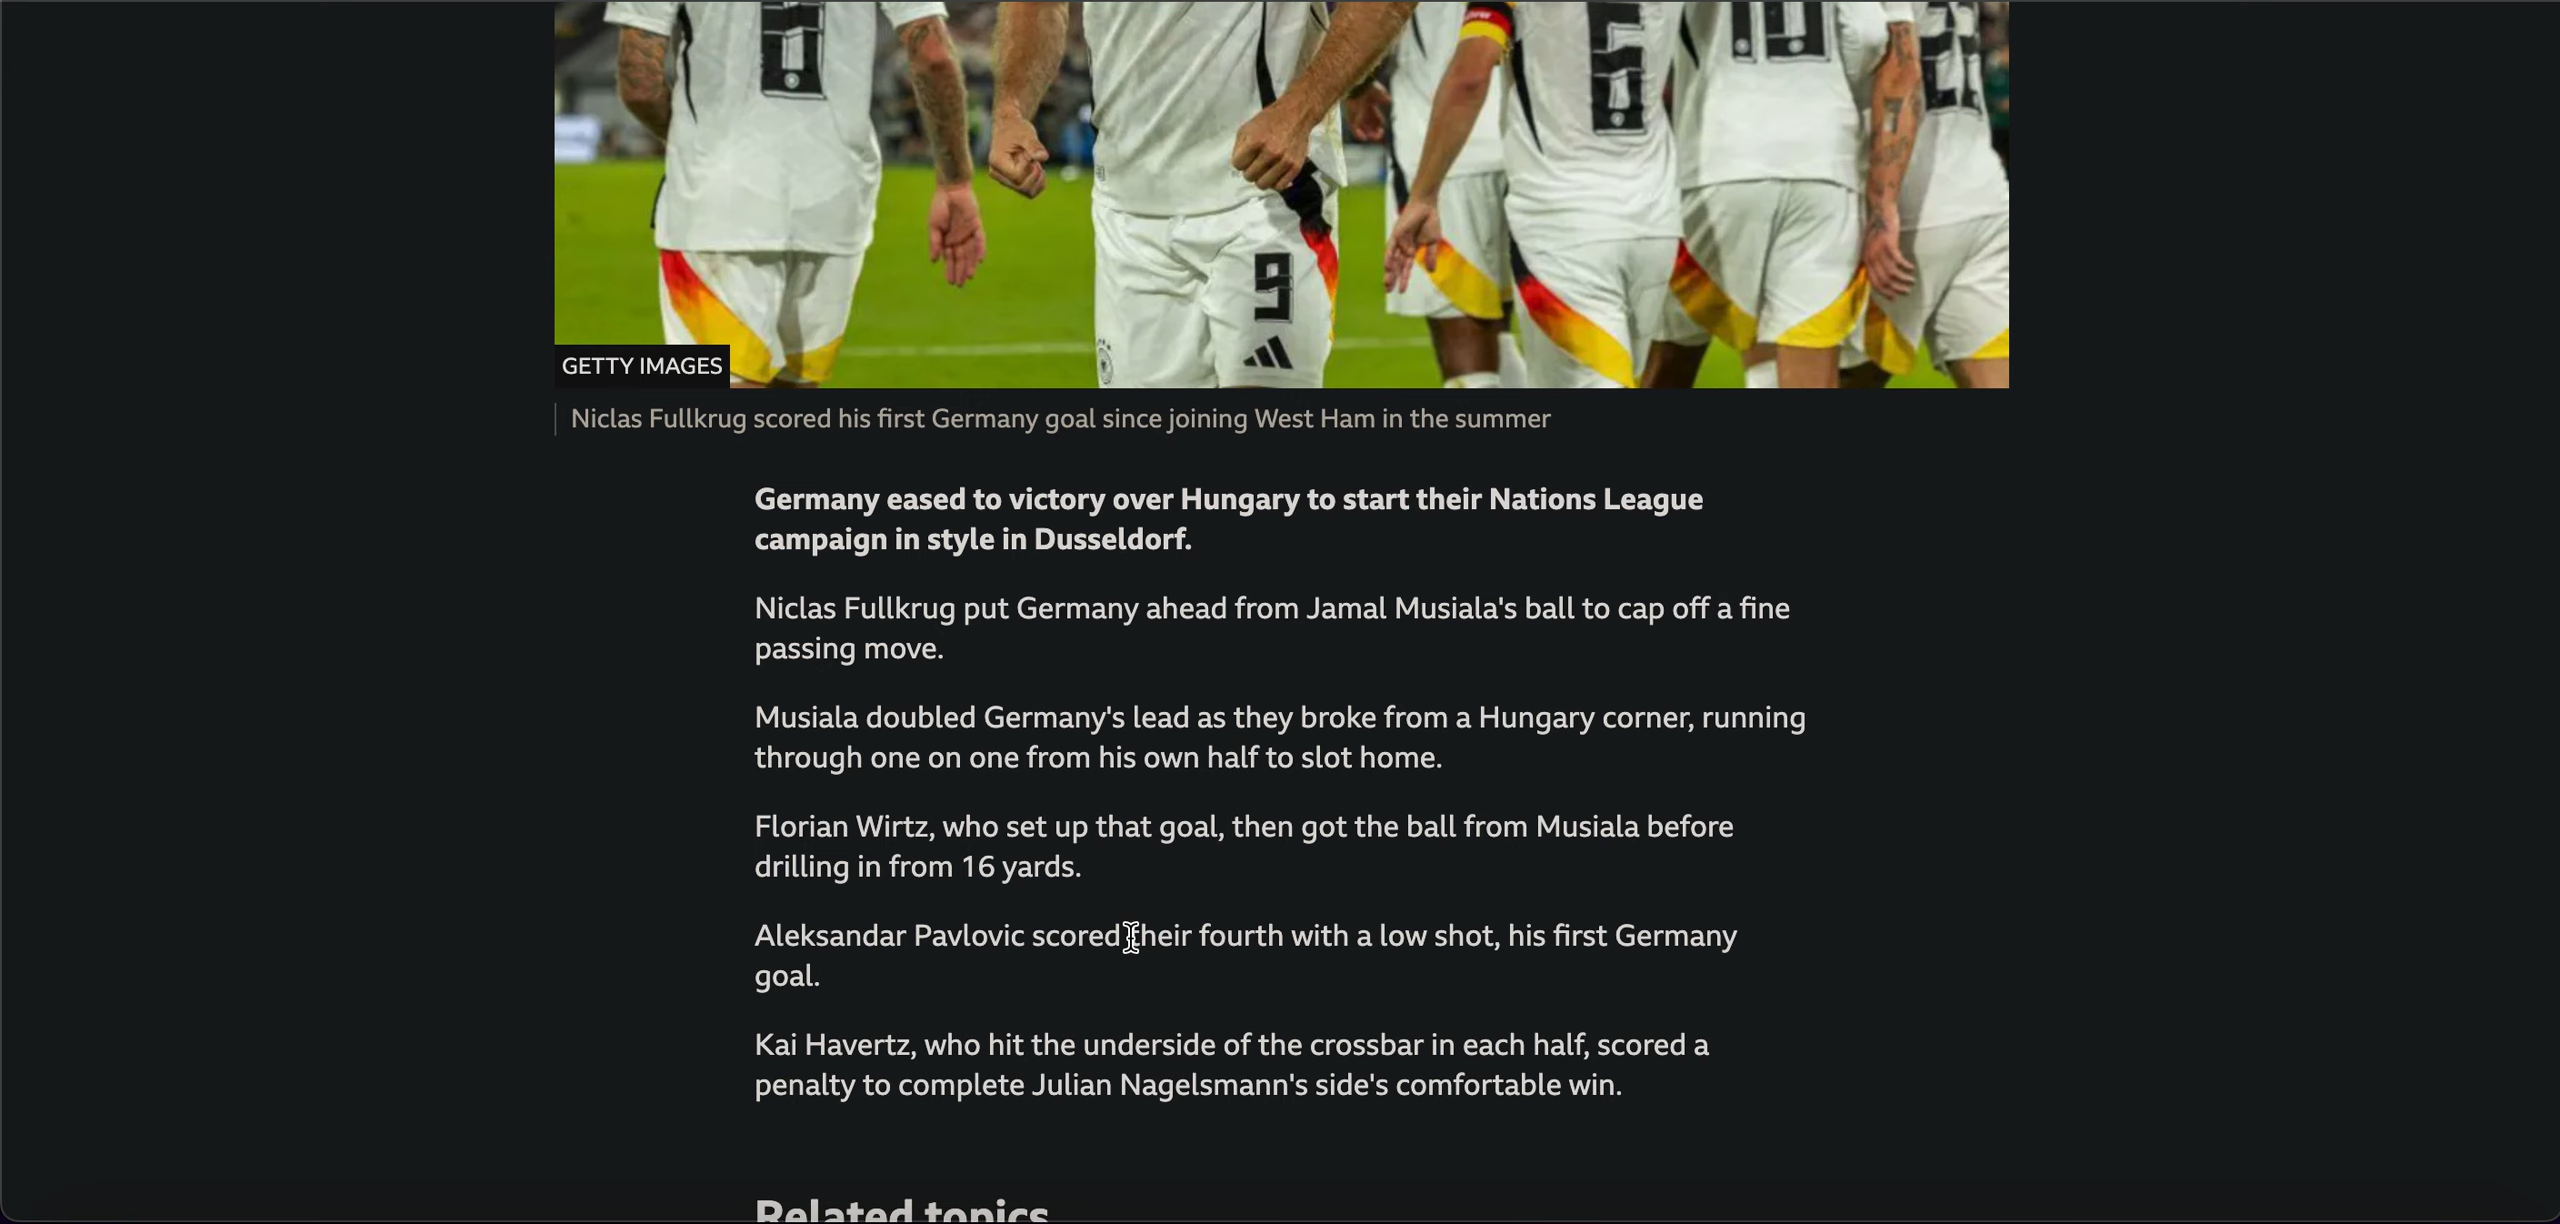 9
GETTY IMAGES
Niclas Fullkrug scored his first Germany goal since joining West Ham in the summer
Germany eased to victory over Hungary to start their Nations League
campaign in style in Dusseldorf.
Niclas Fullkrug put Germany ahead from Jamal Musiala's ball to cap off a fine
passing move.
Musiala doubled Germany's lead as they broke from a Hungary corner, running
through one on one from his own half to slot home.
Florian Wirtz, who set up that goal, then got the ball from Musiala before
drilling in from 16 yards.
Aleksandar Pavlovic scored their fourth with a low shot, his first Germany
goal.
Kai Havertz, who hit the underside of the crossbar in each half, scored a
penalty to complete Julian Nagelsmann's side's comfortable win.
Related topics